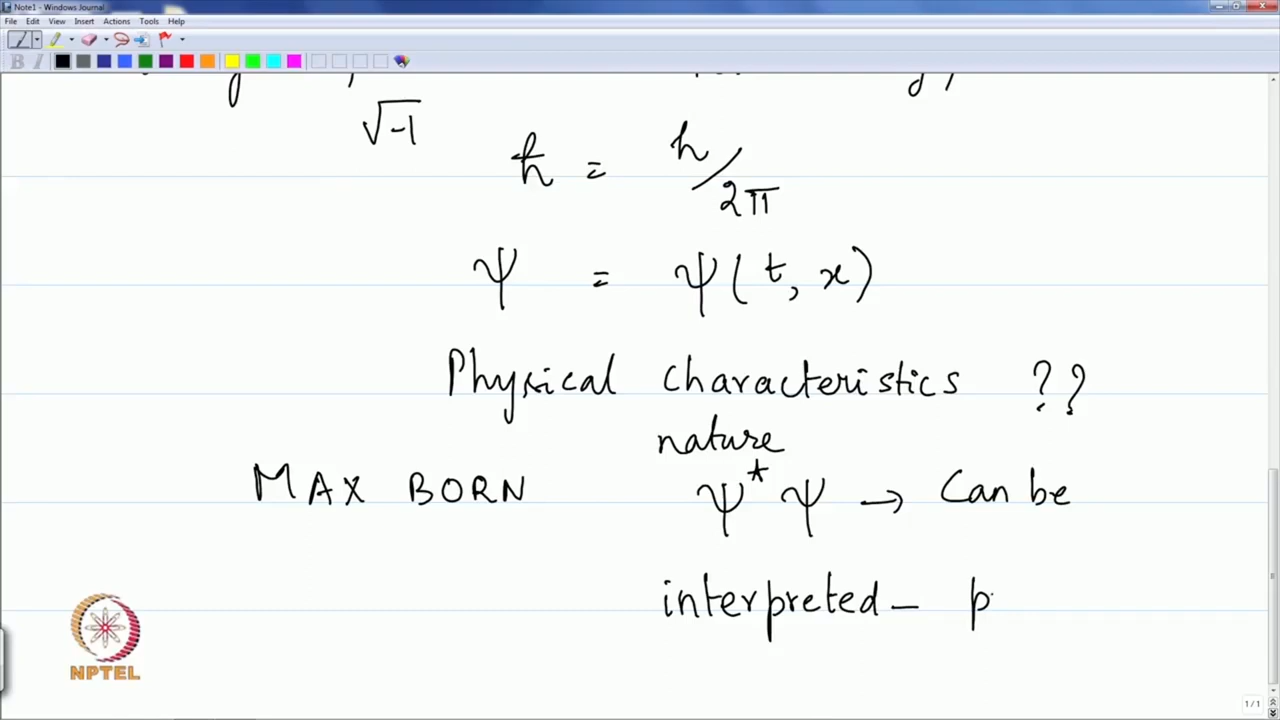 Note1 - Windows Journal
File Edit View Insert Actions Tools Help
B I
√-1
ℏ = h/2π
Ψ = Ψ(t, x)
Physical characteristics ??
nature
MAX BORN Ψ* Ψ → Can be
interpreted – p
NPTEL
1/1